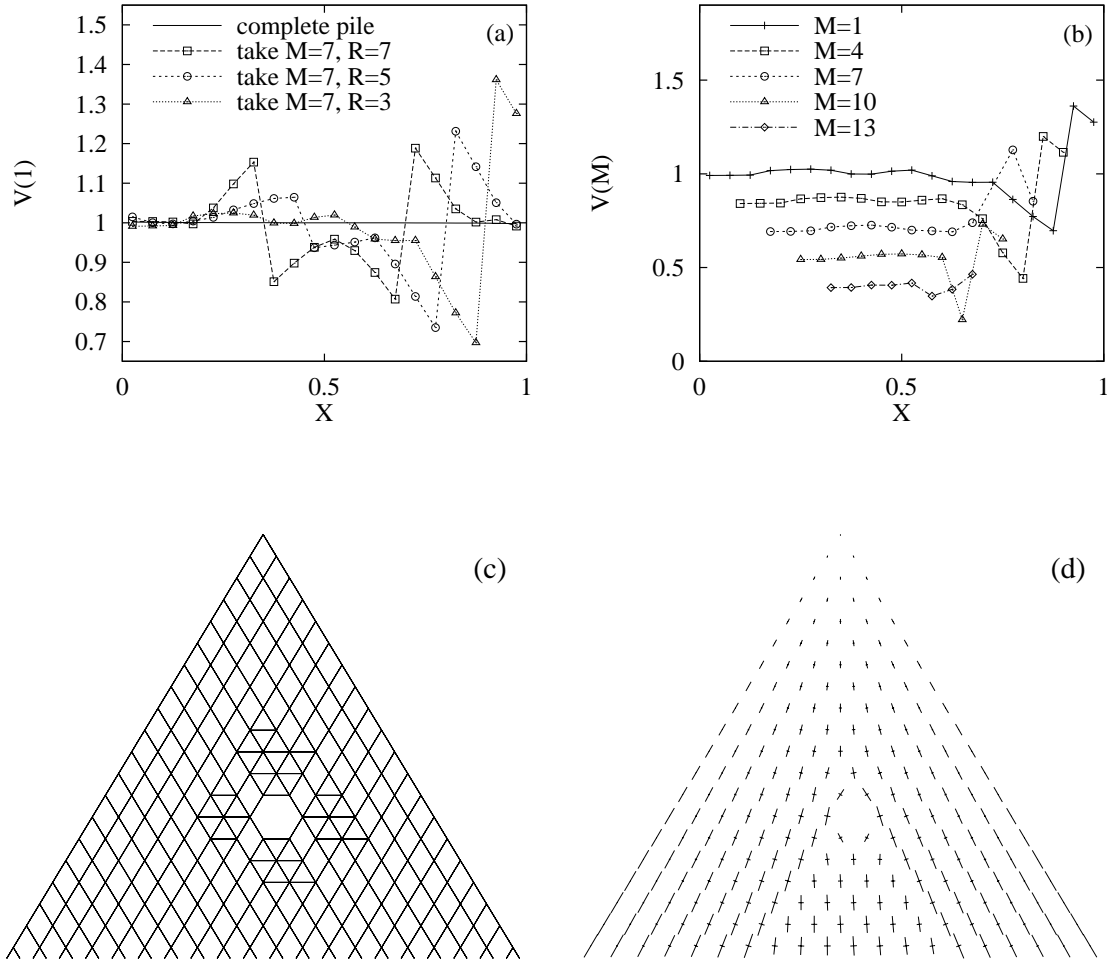 1.5
1.4
1.3
1.2
1.1
1
0.9
0.8
0.7
V(1)
0
0.5
1
X
complete pile
take M=7, R=7
take M=7, R=5
take M=7, R=3
(a)
1.5
1
0.5
0
V(M)
0
0.5
1
X
M=1
M=4
M=7
M=10
M=13
(b)
(c)
(d)